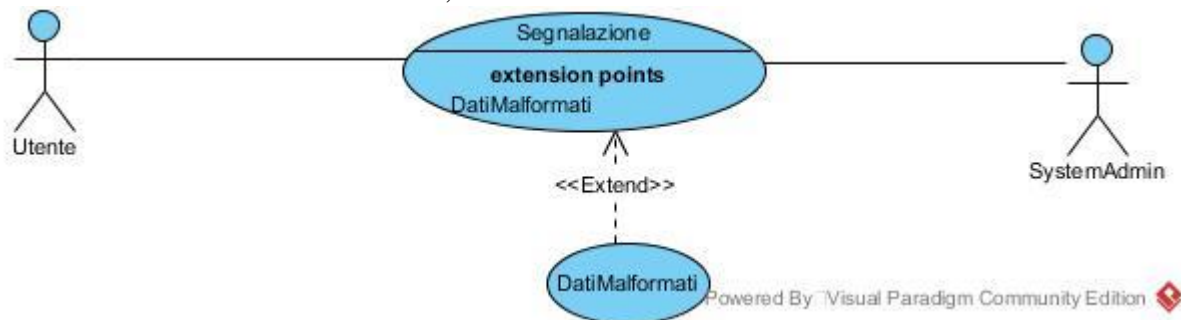 Segnalazione
extension points
DatiMalformati
Utente
SystemAdmin
<<Extend>>
DatiMalformati
Powered By Visual Paradigm Community Edition